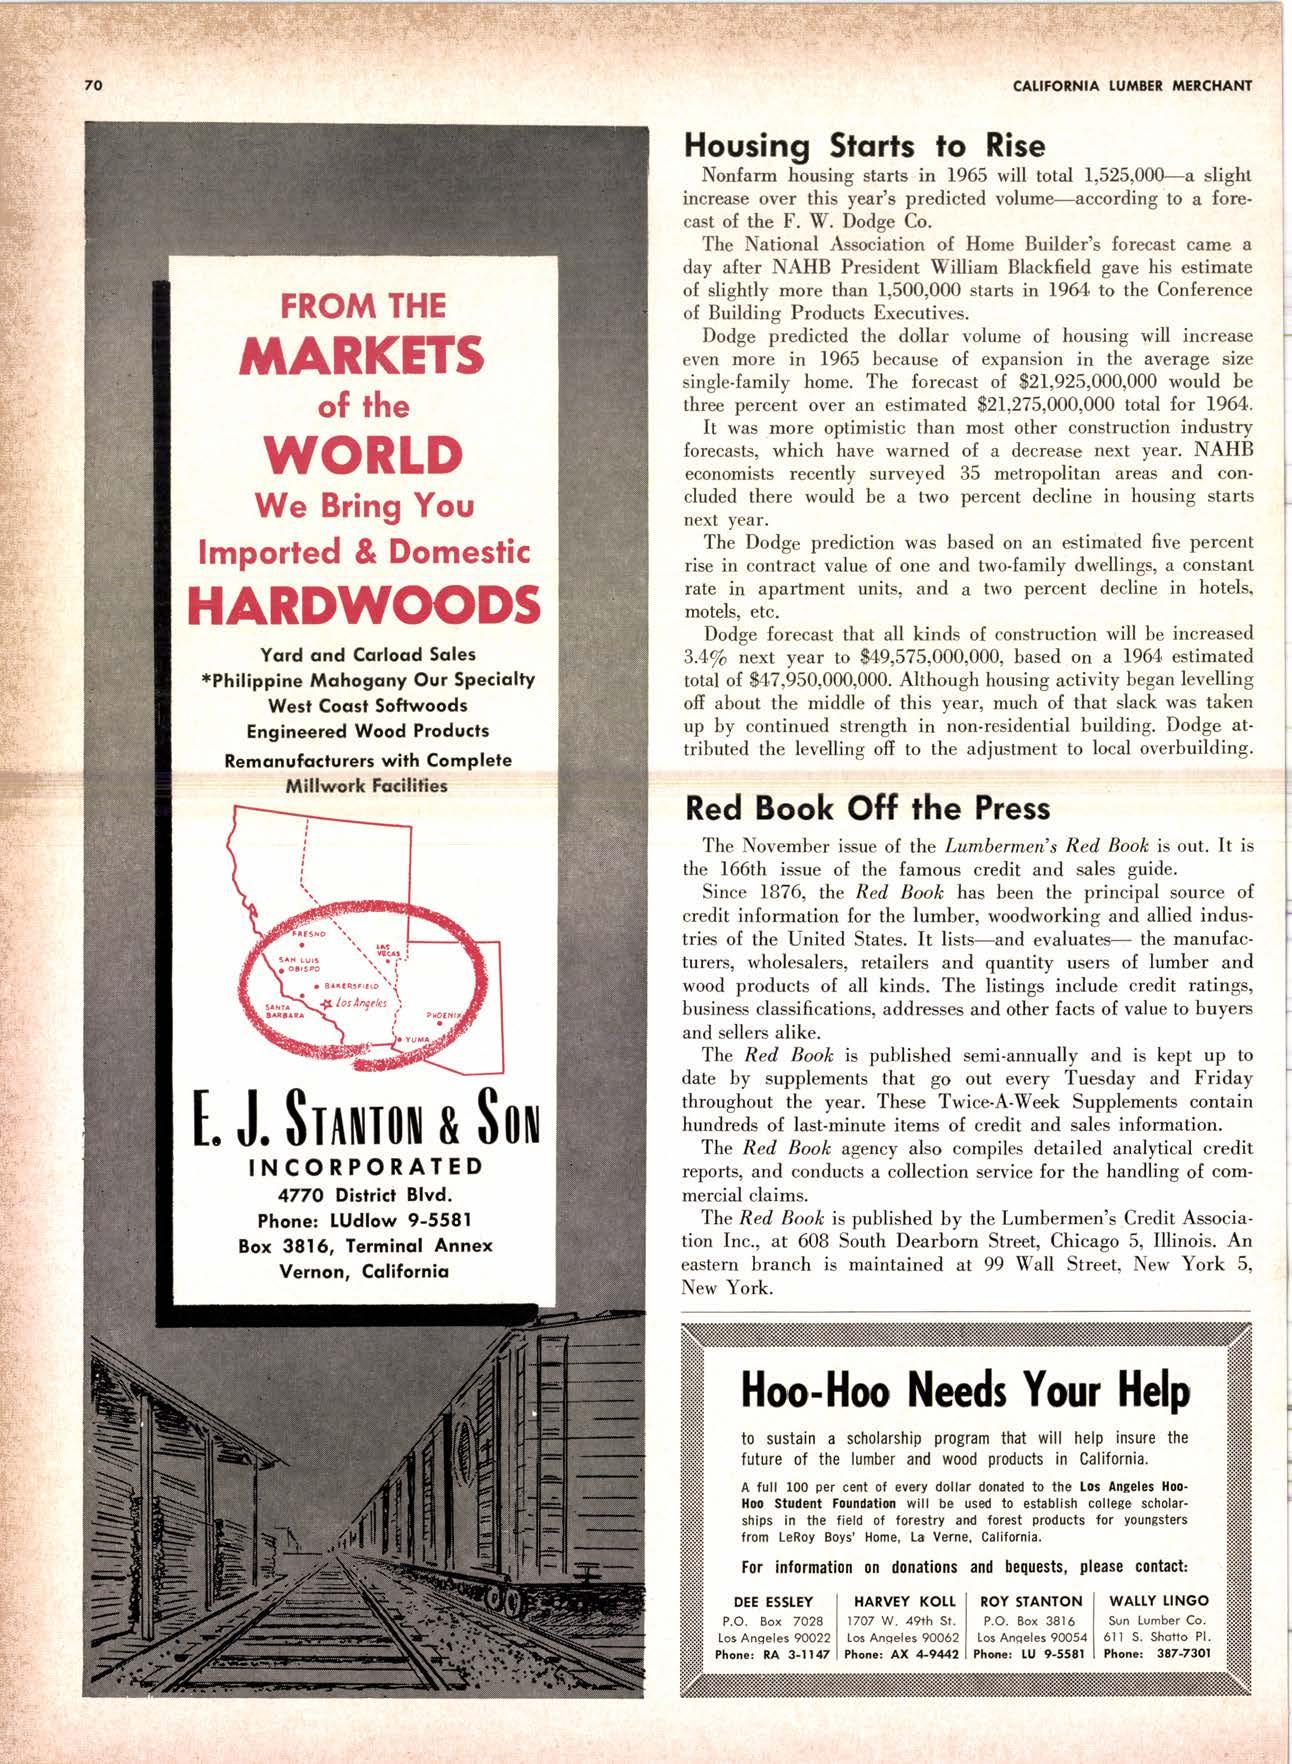 70
CALIFORNIA LUMBER MERCHANT
FROM THE
MARKETS
of the
WORLD
We Bring You
Imported & Domestic
HARDWOODS
Yard and Carload Sales
*Philippine Mahogany Our Specialty
West Coast Softwoods
Engineered Wood Products
Remanufacturers with Complete
Millwork Facilities
FRESNO
LAS
VEGAS
SAN LUIS
OBISPO
BAKERSFIELD
Los Angeles
SANTA
BARBARA
PHOENIX
YUMA
E. J. STANTON & SON
INCORPORATED
4770 District Blvd.
Phone: LUdlow 9-5581
Box 3816, Terminal Annex
Vernon, California
Housing Starts to Rise
Nonfarm housing starts in 1965 will total 1,525,000—a slight
increase over this year's predicted volume—according to a fore-
cast of the F. W. Dodge Co.
The National Association of Home Builder's forecast came a
day after NAHB President William Blackfield gave his estimate
of slightly more than 1,500,000 starts in 1964 to the Conference
of Building Products Executives.
Dodge predicted the dollar volume of housing will increase
even more in 1965 because of expansion in the average size
single-family home. The forecast of $21,925,000,000 would be
three percent over an estimated $21,275,000,000 total for 1964.
It was more optimistic than most other construction industry
forecasts, which have warned of a decrease next year. NAHB
economists recently surveyed 35 metropolitan areas and con-
cluded there would be a two percent decline in housing starts
next year.
The Dodge prediction was based on an estimated five percent
rise in contract value of one and two-family dwellings, a constant
rate in apartment units, and a two percent decline in hotels,
motels, etc.
Dodge forecast that all kinds of construction will be increased
3.4% next year to $49,575,000,000, based on a 1964 estimated
total of $47,950,000,000. Although housing activity began levelling
off about the middle of this year, much of that slack was taken
up by continued strength in non-residential building. Dodge at-
tributed the levelling off to the adjustment to local overbuilding.
Red Book Off the Press
The November issue of the Lumbermen's Red Book is out. It is
the 166th issue of the famous credit and sales guide.
Since 1876, the Red Book has been the principal source of
credit information for the lumber, woodworking and allied indus-
tries of the United States. It lists—and evaluates— the manufac-
turers, wholesalers, retailers and quantity users of lumber and
wood products of all kinds. The listings include credit ratings,
business classifications, addresses and other facts of value to buyers
and sellers alike.
The Red Book is published semi-annually and is kept up to
date by supplements that go out every Tuesday and Friday
throughout the year. These Twice-A-Week Supplements contain
hundreds of last-minute items of credit and sales information.
The Red Book agency also compiles detailed analytical credit
reports, and conducts a collection service for the handling of com-
mercial claims.
The Red Book is published by the Lumbermen's Credit Associa-
tion Inc., at 608 South Dearborn Street, Chicago 5, Illinois. An
eastern branch is maintained at 99 Wall Street, New York 5,
New York.
Hoo-Hoo Needs Your Help
to sustain a scholarship program that will help insure the
future of the lumber and wood products in California.
A full 100 per cent of every dollar donated to the Los Angeles Hoo-
Hoo Student Foundation will be used to establish college scholar-
ships in the field of forestry and forest products for youngsters
from LeRoy Boys' Home, La Verne, California.
For information on donations and bequests, please contact:
DEE ESSLEY
P.O. Box 7028
Los Angeles 90022
Phone: RA 3-1147
HARVEY KOLL
1707 W. 49th St.
Los Angeles 90062
Phone: AX 4-9442
ROY STANTON
P.O. Box 3816
Los Angeles 90054
Phone: LU 9-5581
WALLY LINGO
Sun Lumber Co.
611 S. Shatto Pl.
Phone: 387-7301